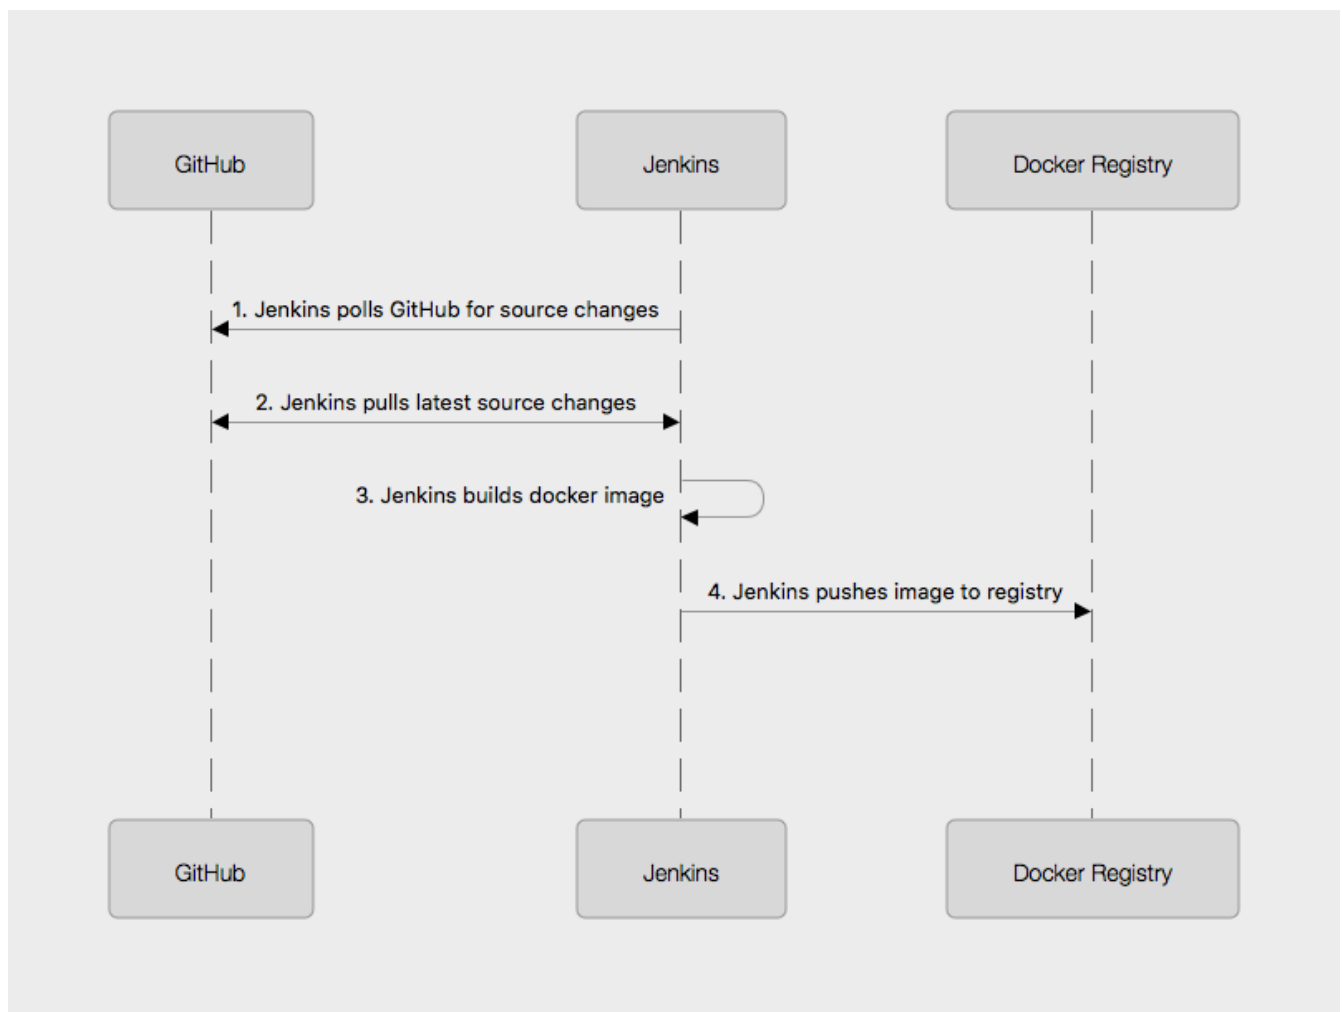 GitHub
Jenkins
Docker Registry
1. Jenkins polls GitHub for source changes
2. Jenkins pulls latest source changes
3. Jenkins builds docker image
4. Jenkins pushes image to registry
GitHub
Jenkins
Docker Registry